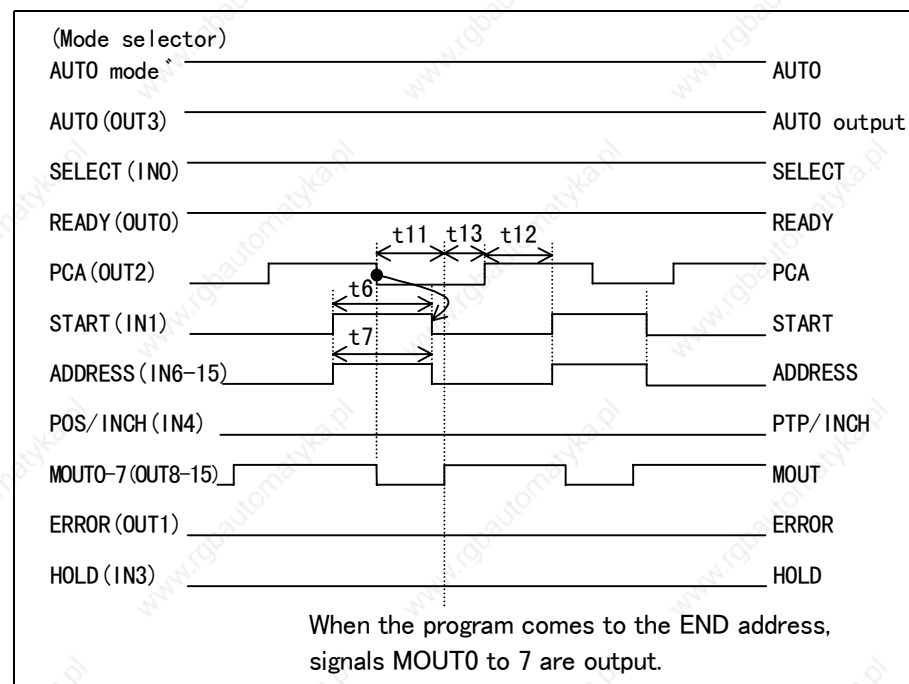 (Mode selector)
AUTO mode゛ AUTO
AUTO(OUT3) AUTO output
SELECT(IN0) SELECT
READY(OUT0) READY
t11 t13 t12
PCA(OUT2) PCA
t6
START(IN1) START
t7
ADDRESS(IN6-15) ADDRESS
POS/INCH(IN4) PTP/INCH
MOUT0-7(OUT8-15) MOUT
ERROR(OUT1) ERROR
HOLD(IN3) HOLD
When the program comes to the END address,
signals MOUT0 to 7 are output.
www.rgbautomatyka.pl